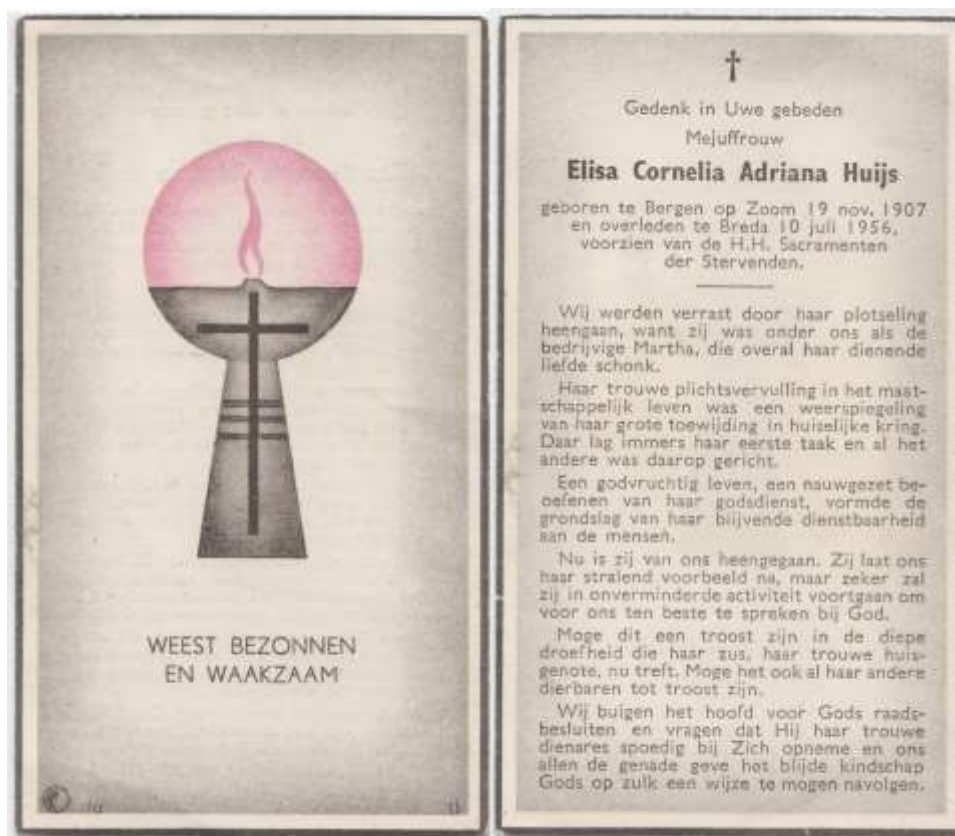 WEEST BEZONNEN
EN WAAKZAAM
†
Gedenk in Uwe gebeden
Mejuffrouw
Elisa Cornelia Adriana Huijs
geboren te Bergen op Zoom 19 nov. 1907
en overleden te Breda 10 juli 1956,
voorzien van de H.H. Sacramenten
der Stervenden.
Wij werden verrast door haar plotseling
heengaan, want zij was onder ons als de
bedrijvige Martha, die overal haar dienende
liefde schonk.
Haar trouwe plichtsvervulling in het maat-
schappelijk leven was een weerspiegeling
van haar grote toewijding in huiselijke kring.
Daar lag immers haar eerste taak en al het
andere was daarop gericht.
Een godvruchtig leven, een nauwgezet be-
oefenen van haar godsdienst, vormde de
grondslag van haar blijvende dienstbaarheid
aan de mensen.
Nu is zij van ons heengegaan. Zij laat ons
haar stralend voorbeeld na, maar zeker zal
zij in onverminderde activiteit voortgaan om
voor ons ten beste te spreken bij God.
Moge dit een troost zijn in de diepe
droefheid die haar zus, haar trouwe huis-
genote, nu treft. Moge het ook al haar andere
dierbaren tot troost zijn.
Wij buigen het hoofd voor Gods raads-
besluiten en vragen dat Hij haar trouwe
dienares spoedig bij Zich opneme en ons
allen de genade geve het blijde kindschap
Gods op zulk een wijze te mogen navolgen.